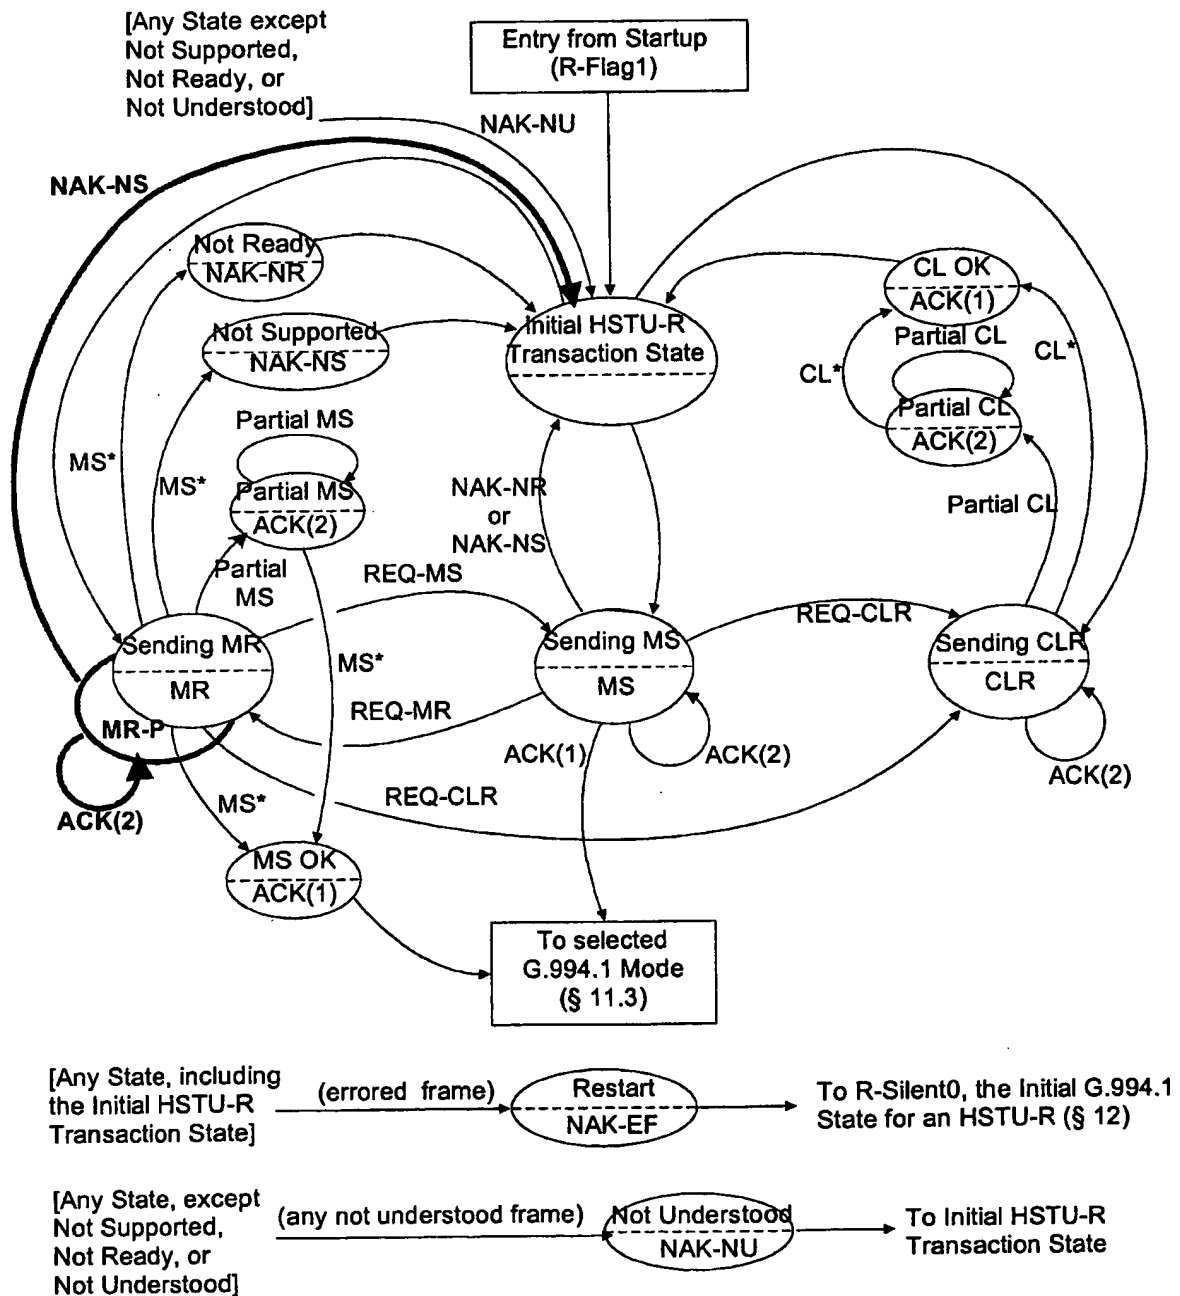 [Any State except
Not Supported,
Not Ready, or
Not Understood]
Entry from Startup
(R-Flag1)
NAK-NU
NAK-NS
Not Ready
NAK-NR
CL OK
ACK(1)
Initial HSTU-R
Transaction State
Not Supported
NAK-NS
Partial CL
CL*
CL*
Partial CL
ACK(2)
Partial MS
MS*
MS*
Partial MS
ACK(2)
NAK-NR
or
NAK-NS
Partial CL
Partial
MS
REQ-MS
REQ-CLR
Sending MR
MR
MS*
Sending MS
MS
Sending CLR
CLR
REQ-MR
MR-P
ACK(1)
ACK(2)
ACK(2)
ACK(2)
MS*
REQ-CLR
MS OK
ACK(1)
To selected
G.994.1 Mode
(§ 11.3)
[Any State, including
the Initial HSTU-R
Transaction State]
(errored frame)
Restart
NAK-EF
To R-Silent0, the Initial G.994.1
State for an HSTU-R (§ 12)
[Any State, except
Not Supported,
Not Ready, or
Not Understood]
(any not understood frame)
Not Understood
NAK-NU
To Initial HSTU-R
Transaction State